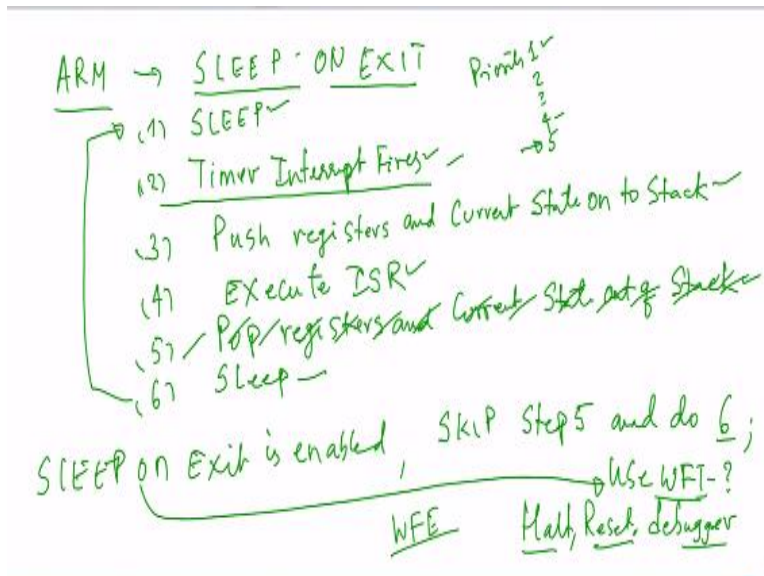 ARM → SLEEP-ON EXIT
Priority 1✓
2
3
4
→ 5
(1) SLEEP✓
(2) Timer Interrupt Fires✓
(3) Push registers and Current State on to Stack
(4) Execute ISR✓
(5) Pop registers and Current State out of Stack
(6) Sleep
SLEEP on Exit is enabled, SKIP Step 5 and do 6;
Use WFI-?
WFE Halt, Reset, debugger